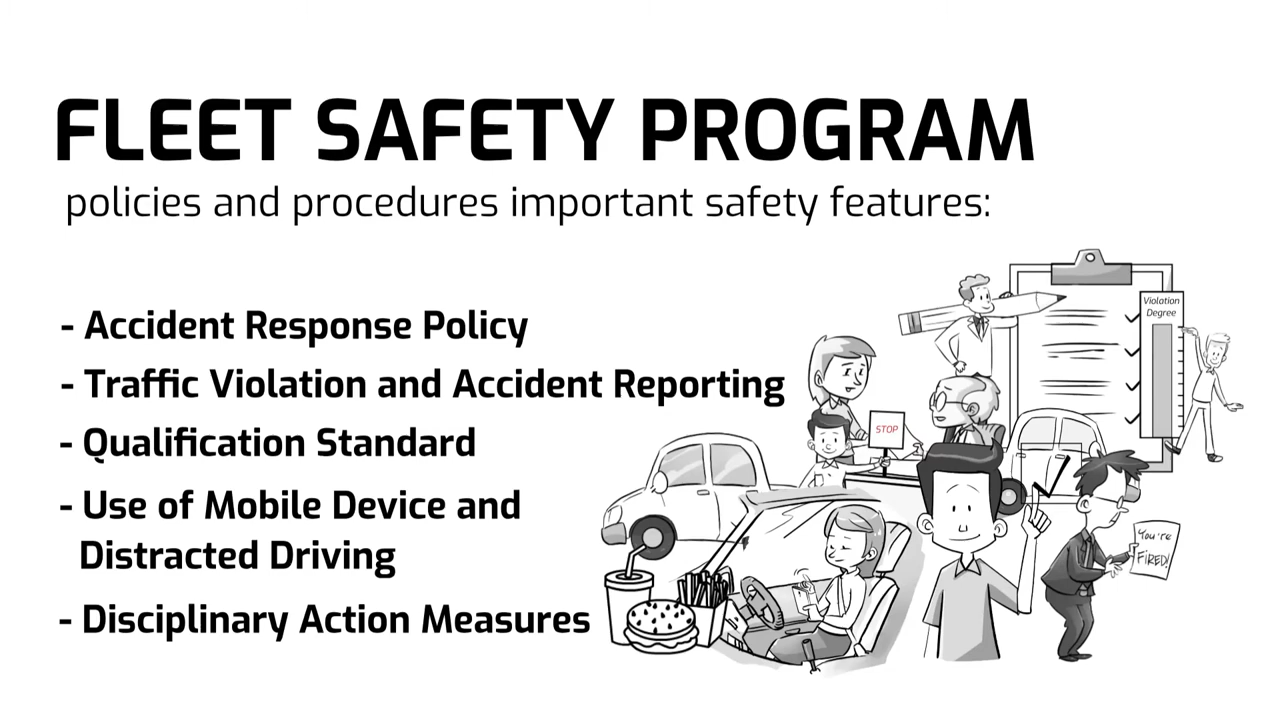 FLEET SAFETY PROGRAM
policies and procedures important safety features:
- Accident Response Policy
- Traffic Violation and Accident Reporting
- Qualification Standard
- Use of Mobile Device and
Distracted Driving
- Disciplinary Action Measures
Violation
Degree
STOP
You're
FIRED!